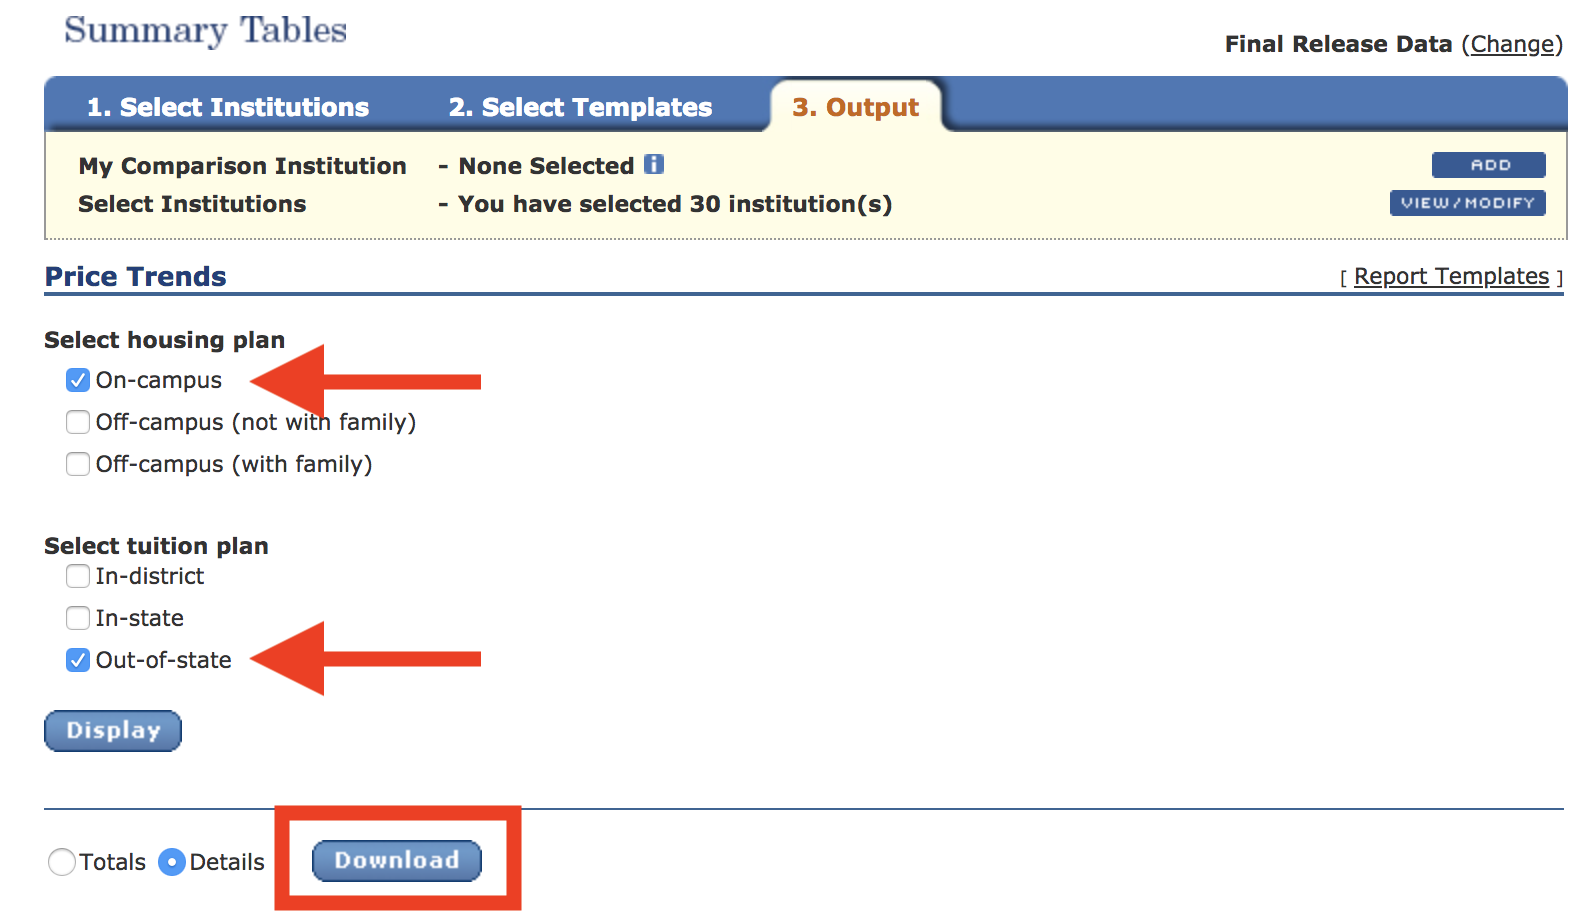 Summary Tables
Final Release Data (Change)
1. Select Institutions 2. Select Templates 3. Output
My Comparison Institution - None Selected i ADD
Select Institutions - You have selected 30 institution(s) VIEW/MODIFY
Price Trends [ Report Templates ]
Select housing plan
On-campus
Off-campus (not with family)
Off-campus (with family)
Select tuition plan
In-district
In-state
Out-of-state
Display
Totals Details Download